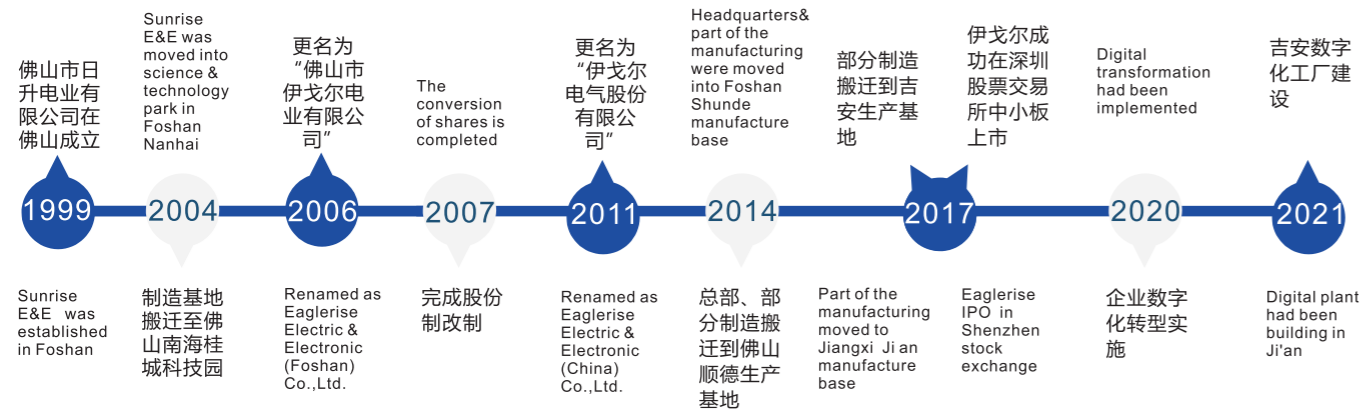 佛山市日
升电业有
限公司在
佛山成立
1999
Sunrise
E&E was
established
in Foshan
Sunrise
E&E was
moved into
science &
technology
park in
Foshan
Nanhai
2004
制造基地
搬迁至佛
山南海桂
城科技园
更名为
“佛山市
伊戈尔电
业有限公
司”
2006
Renamed as
Eaglerise
Electric &
Electronic
(Foshan)
Co.,Ltd.
The
conversion
of shares is
completed
2007
完成股份
制改制
更名为
“伊戈尔
电气股份
有限公
司”
2011
Renamed as
Eaglerise
Electric &
Electronic
(China)
Co.,Ltd.
Headquarters&
part of the
manufacturing
were moved
into Foshan
Shunde
manufacture
base
2014
总部、部
分制造搬
迁到佛山
顺德生产
基地
部分制造
搬迁到吉
安生产基
地
伊戈尔成
功在深圳
股票交易
所中小板
上市
2017
Part of the
manufacturing
moved to
Jiangxi Ji an
manufacture
base
Eaglerise
IPO in
Shenzhen
stock
exchange
Digital
transformation
had been
implemented
2020
企业数字
化转型实
施
吉安数字
化工厂建
设
2021
Digital plant
had been
building in
Ji'an